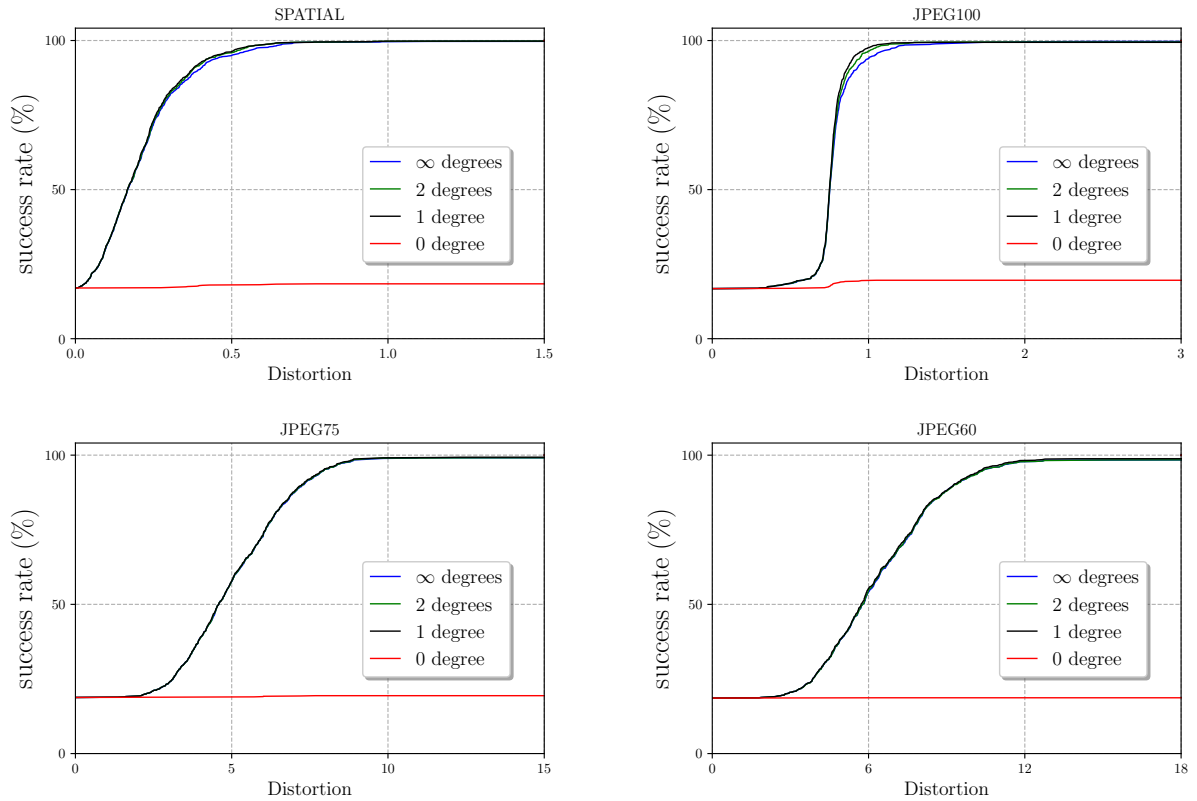 SPATIAL
success rate (%)
100
50
0
∞ degrees
2 degrees
1 degree
0 degree
0.0 0.5 1.0 1.5
Distortion
JPEG100
success rate (%)
100
50
0
∞ degrees
2 degrees
1 degree
0 degree
0 1 2 3
Distortion
JPEG75
success rate (%)
100
50
0
∞ degrees
2 degrees
1 degree
0 degree
0 5 10 15
Distortion
JPEG60
success rate (%)
100
50
0
∞ degrees
2 degrees
1 degree
0 degree
0 6 12 18
Distortion